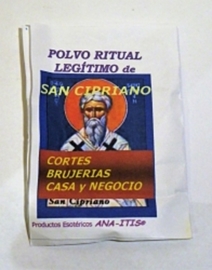 POLVO RITUAL
LEGÍTIMO de
SAN CIPRIANO
CORTES
BRUJERIAS
CASA y NEGOCIO
San Cipriano
Productos Esotéricos ANA-ITIS®